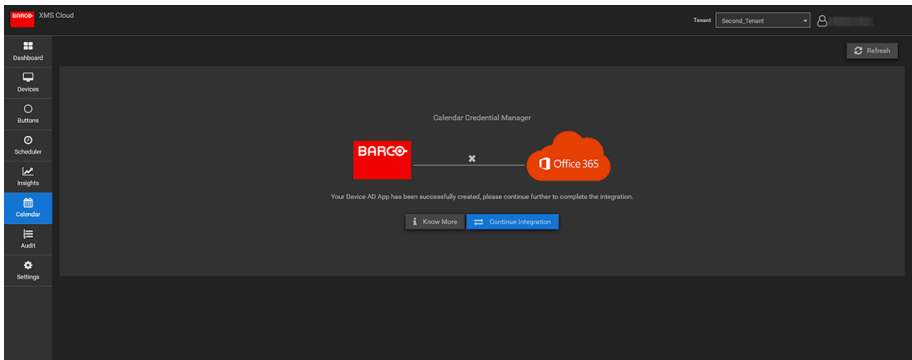 BARCO XMS Cloud
Tenant Second_Tenant
Refresh
Dashboard
Devices
Buttons
Scheduler
Insights
Calendar
Audit
Settings
Calendar Credential Manager
BARCO
Office 365
Your Device AD App has been successfully created, please continue further to complete the integration.
Know More Continue Integration